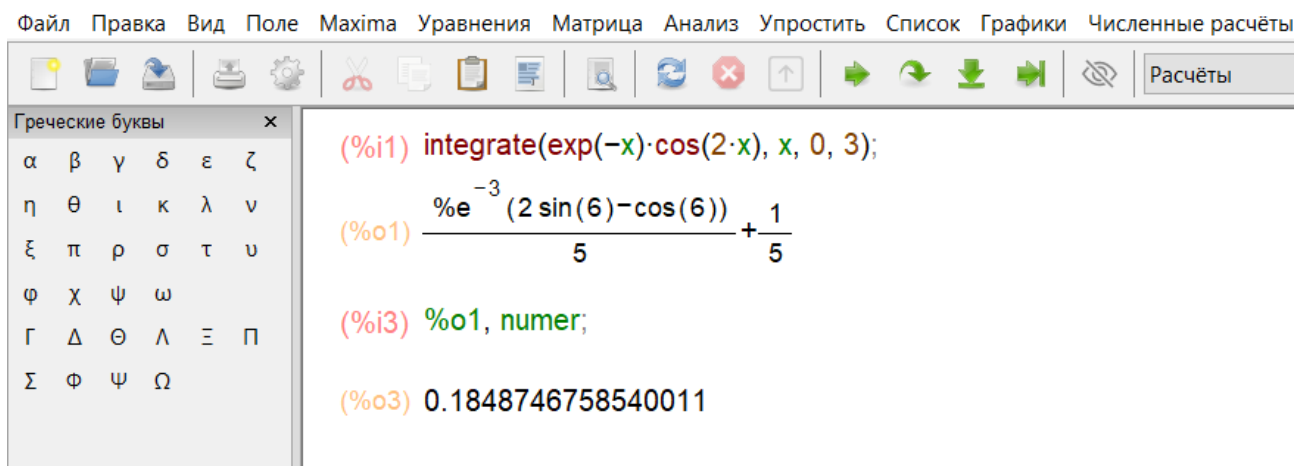 Файл Правка Вид Поле Maxima Уравнения Матрица Анализ Упростить Список Графики Численные расчёты
Расчёты
Греческие буквы ×
α β γ δ ε ζ
η θ ι κ λ ν
ξ π ρ σ τ υ
φ χ ψ ω
Γ Δ Θ Λ Ξ Π
Σ Φ Ψ Ω
(%i1) integrate(exp(−x)·cos(2·x), x, 0, 3);
(%o1) %e^−3 (2 sin(6)−cos(6))/5 + 1/5
(%i3) %o1, numer;
(%o3) 0.1848746758540011